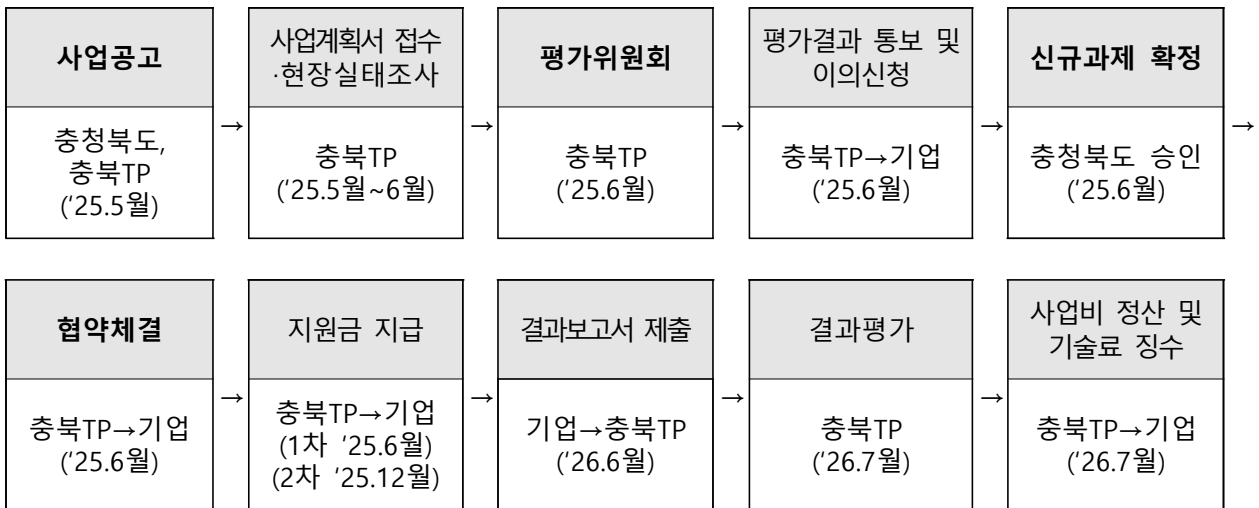 사업공고
충청북도,
충북TP
('25.5월)
→
사업계획서 접수
·현장실태조사
충북TP
('25.5월~6월)
→
평가위원회
충북TP
('25.6월)
→
평가결과 통보 및
이의신청
충북TP→기업
('25.6월)
→
신규과제 확정
충청북도 승인
('25.6월)
→
협약체결
충북TP→기업
('25.6월)
→
지원금 지급
충북TP→기업
(1차 '25.6월)
(2차 '25.12월)
→
결과보고서 제출
기업→충북TP
('26.6월)
→
결과평가
충북TP
('26.7월)
→
사업비 정산 및
기술료 징수
충북TP→기업
('26.7월)